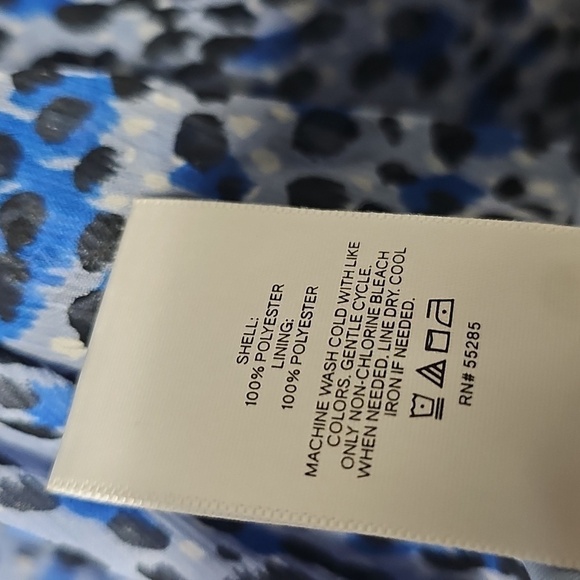 SHELL:
100% POLYESTER
LINING:
100% POLYESTER
MACHINE WASH COLD WITH LIKE
COLORS. GENTLE CYCLE.
ONLY NON-CHLORINE BLEACH
WHEN NEEDED. LINE DRY. COOL
IRON IF NEEDED.
RN# 55285